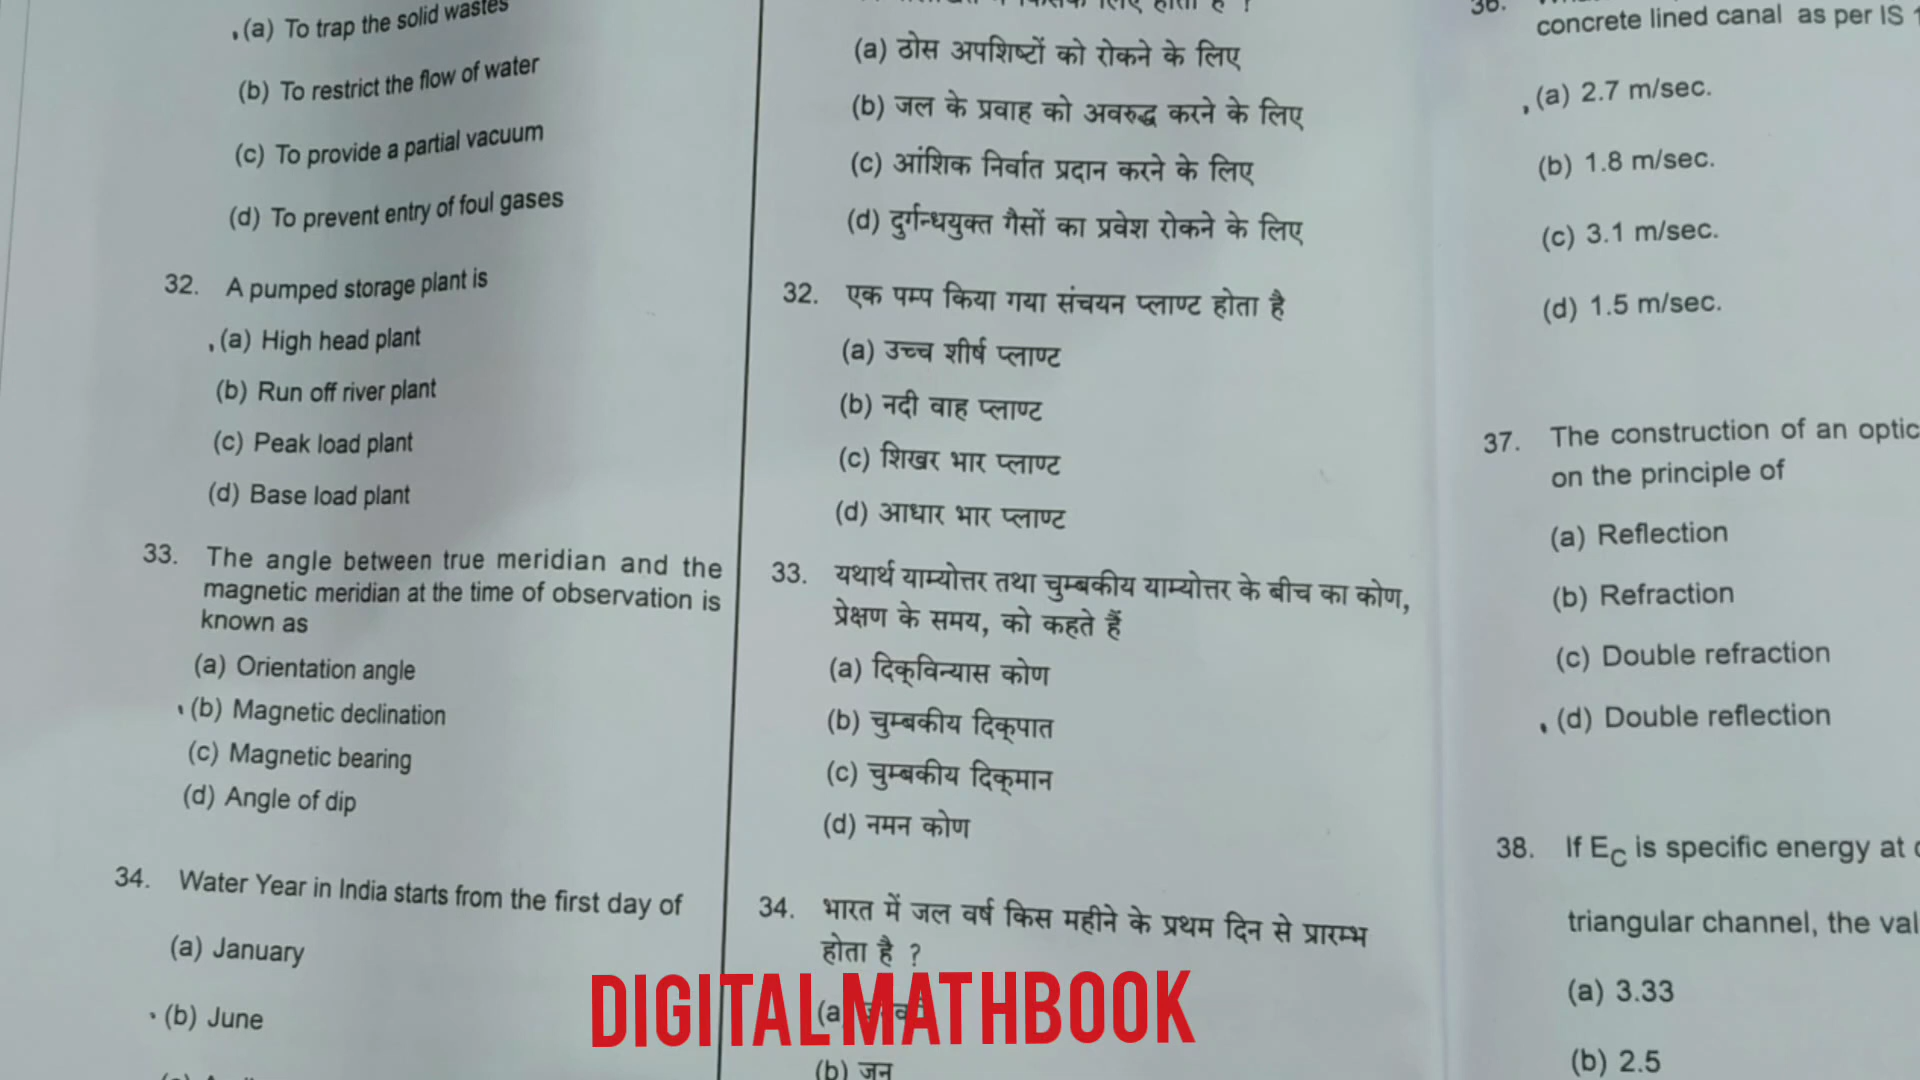 (a) To trap the solid wastes
(b) To restrict the flow of water
(c) To provide a partial vacuum
(d) To prevent entry of foul gases
32. A pumped storage plant is
(a) High head plant
(b) Run off river plant
(c) Peak load plant
(d) Base load plant
33. The angle between true meridian and the
magnetic meridian at the time of observation is
known as
(a) Orientation angle
(b) Magnetic declination
(c) Magnetic bearing
(d) Angle of dip
34. Water Year in India starts from the first day of
(a) January
(b) June
(a) ठोस अपशिष्टों को रोकने के लिए
(b) जल के प्रवाह को अवरुद्ध करने के लिए
(c) आंशिक निर्वात प्रदान करने के लिए
(d) दुर्गन्धयुक्त गैसों का प्रवेश रोकने के लिए
32. एक पम्प किया गया संचयन प्लाण्ट होता है
(a) उच्च शीर्ष प्लाण्ट
(b) नदी वाह प्लाण्ट
(c) शिखर भार प्लाण्ट
(d) आधार भार प्लाण्ट
33. यथार्थ याम्योत्तर तथा चुम्बकीय याम्योत्तर के बीच का कोण,
प्रेक्षण के समय, को कहते हैं
(a) दिक्‌विन्यास कोण
(b) चुम्बकीय दिक्‌पात
(c) चुम्बकीय दिक्‌मान
(d) नमन कोण
34. भारत में जल वर्ष किस महीने के प्रथम दिन से प्रारम्भ
होता है ?
(a)
(b) जून
DIGITAL MATHBOOK
36.
concrete lined canal as per IS
(a) 2.7 m/sec.
(b) 1.8 m/sec.
(c) 3.1 m/sec.
(d) 1.5 m/sec.
37. The construction of an optic
on the principle of
(a) Reflection
(b) Refraction
(c) Double refraction
(d) Double reflection
38. If E_C is specific energy at
triangular channel, the val
(a) 3.33
(b) 2.5